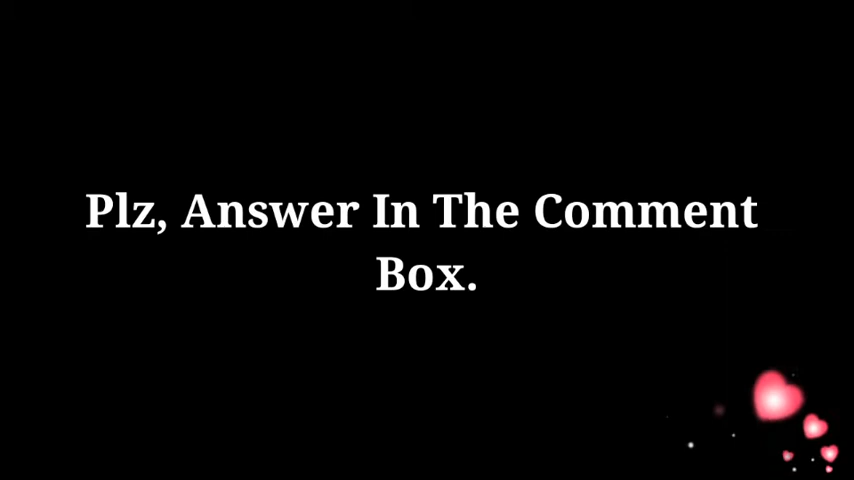 Plz, Answer In The Comment
Box.